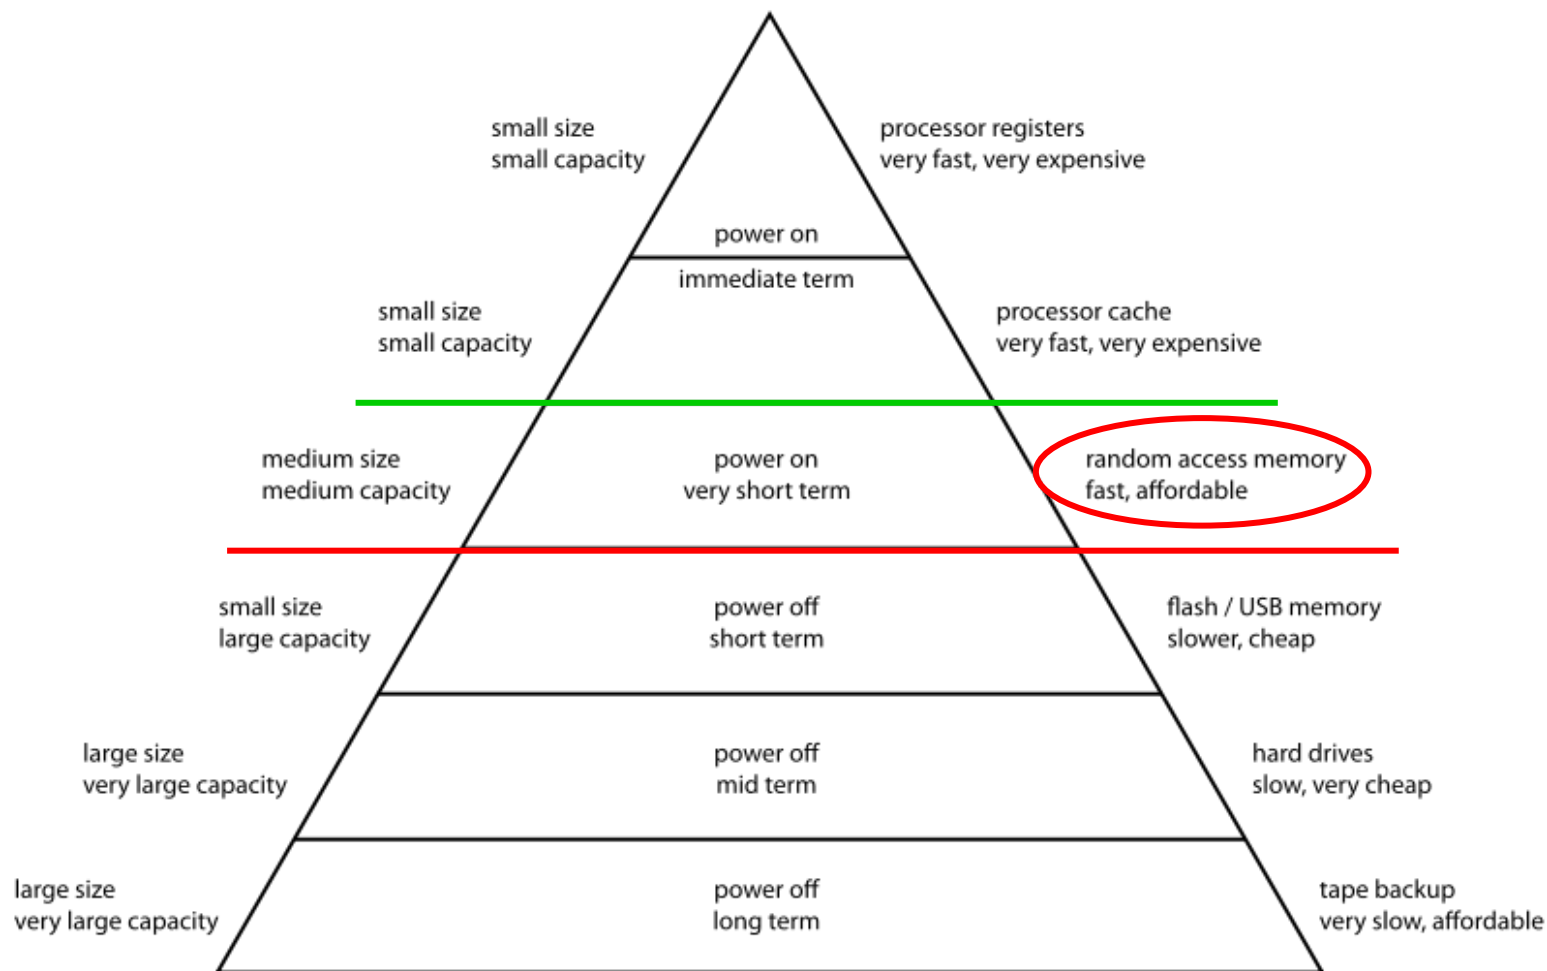 small size
small capacity
processor registers
very fast, very expensive
power on
immediate term
small size
small capacity
processor cache
very fast, very expensive
medium size
medium capacity
power on
very short term
random access memory
fast, affordable
small size
large capacity
power off
short term
flash / USB memory
slower, cheap
large size
very large capacity
power off
mid term
hard drives
slow, very cheap
large size
very large capacity
power off
long term
tape backup
very slow, affordable